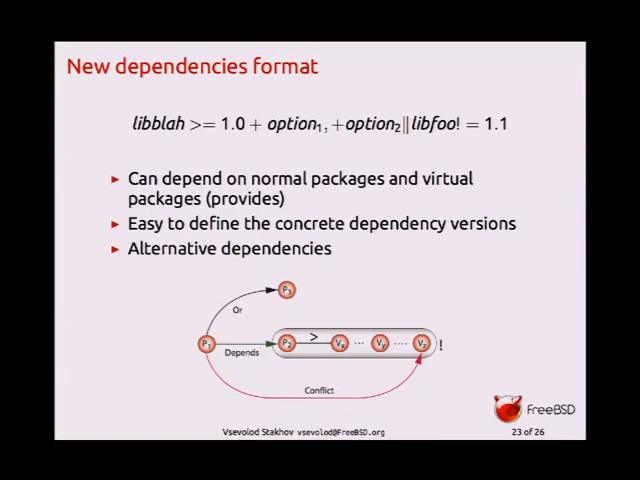 New dependencies format
libblah >= 1.0 + option₁, +option₂||libfoo! = 1.1
► Can depend on normal packages and virtual
packages (provides)
► Easy to define the concrete dependency versions
► Alternative dependencies
P₃
Or
P₁
Depends
P₂ > Vₓ ··· Vᵧ ···· V₂ !
Conflict
FreeBSD
Vsevolod Stakhov vsevolod@FreeBSD.org
23 of 26